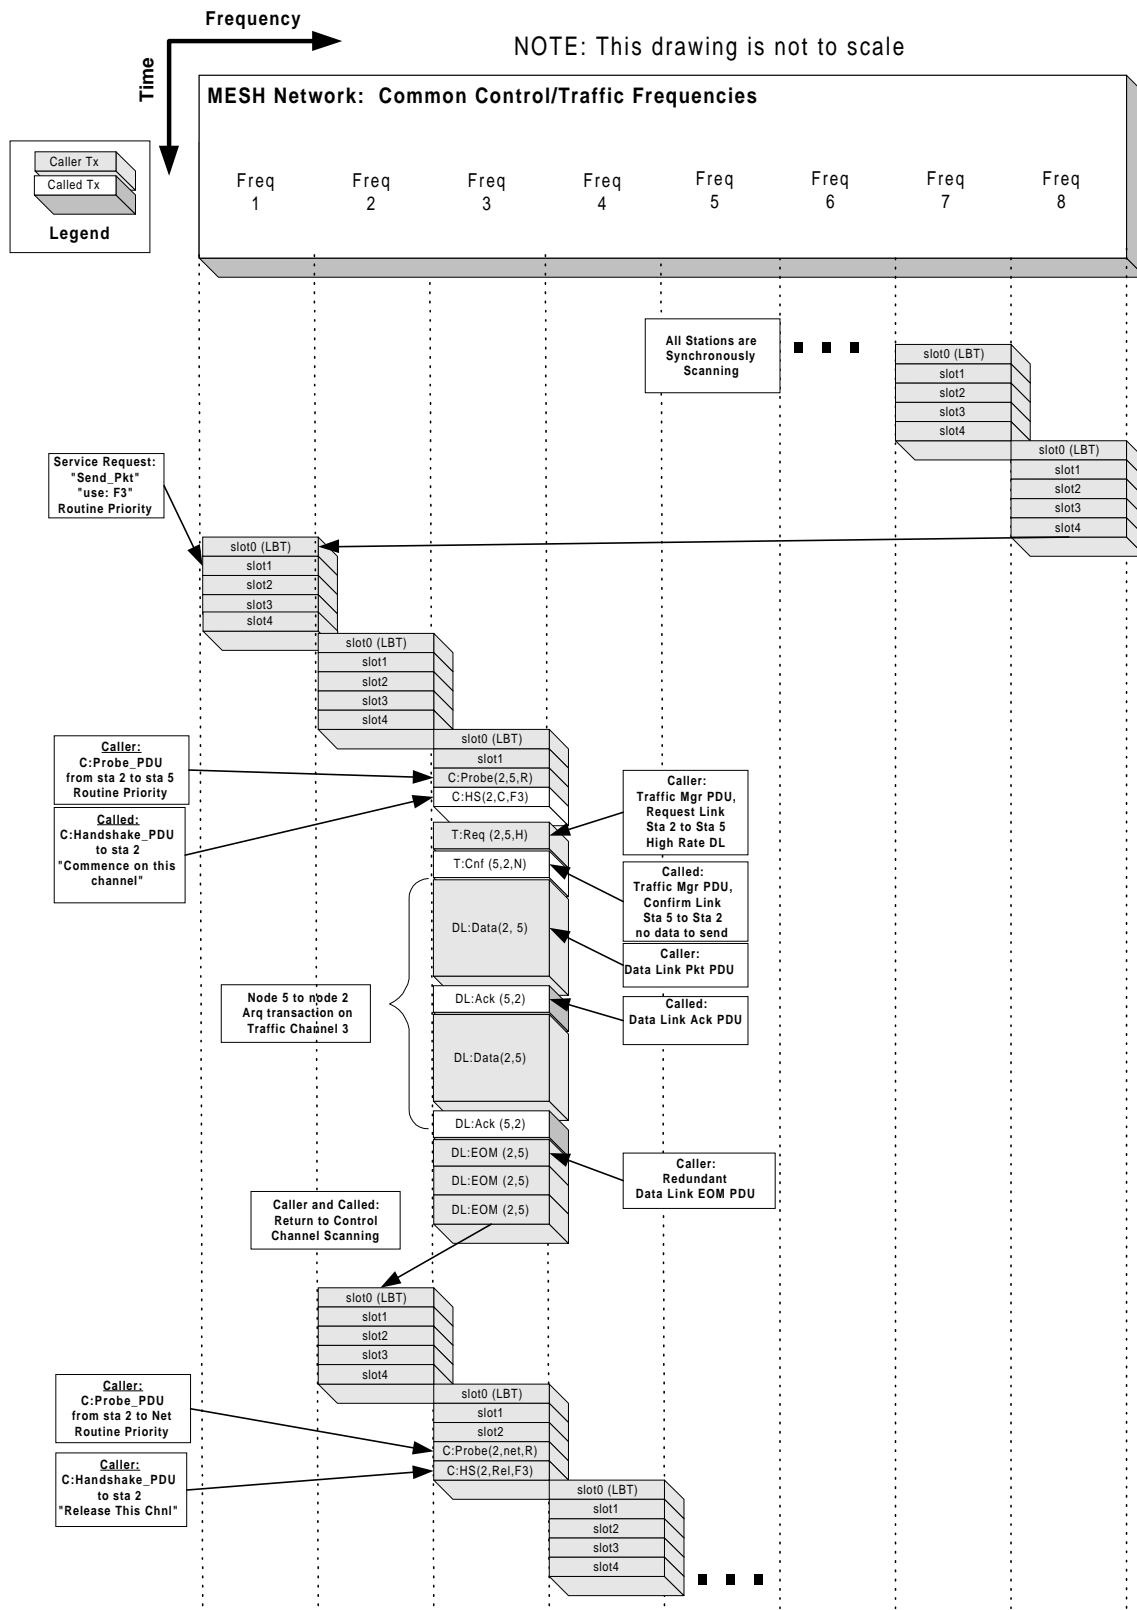 Frequency
Time
NOTE: This drawing is not to scale
MESH Network: Common Control/Traffic Frequencies
Freq
1
Freq
2
Freq
3
Freq
4
Freq
5
Freq
6
Freq
7
Freq
8
Caller Tx
Called Tx
Legend
All Stations are
Synchronously
Scanning
slot0 (LBT)
slot1
slot2
slot3
slot4
slot0 (LBT)
slot1
slot2
slot3
slot4
Service Request:
"Send_Pkt"
"use: F3"
Routine Priority
slot0 (LBT)
slot1
slot2
slot3
slot4
slot0 (LBT)
slot1
slot2
slot3
slot4
Caller:
C:Probe_PDU
from sta 2 to sta 5
Routine Priority
Called:
C:Handshake_PDU
to sta 2
"Commence on this
channel"
slot0 (LBT)
slot1
C:Probe(2,5,R)
C:HS(2,C,F3)
T:Req (2,5,H)
T:Cnf (5,2,N)
DL:Data(2, 5)
DL:Ack (5,2)
DL:Data(2,5)
DL:Ack (5,2)
DL:EOM (2,5)
DL:EOM (2,5)
DL:EOM (2,5)
Caller:
Traffic Mgr PDU,
Request Link
Sta 2 to Sta 5
High Rate DL
Called:
Traffic Mgr PDU,
Confirm Link
Sta 5 to Sta 2
no data to send
Caller:
Data Link Pkt PDU
Called:
Data Link Ack PDU
Node 5 to node 2
Arq transaction on
Traffic Channel 3
Caller:
Redundant
Data Link EOM PDU
Caller and Called:
Return to Control
Channel Scanning
slot0 (LBT)
slot1
slot2
slot3
slot4
Caller:
C:Probe_PDU
from sta 2 to Net
Routine Priority
Caller:
C:Handshake_PDU
to sta 2
"Release This Chnl"
slot0 (LBT)
slot1
slot2
C:Probe(2,net,R)
C:HS(2,Rel,F3)
slot0 (LBT)
slot1
slot2
slot3
slot4